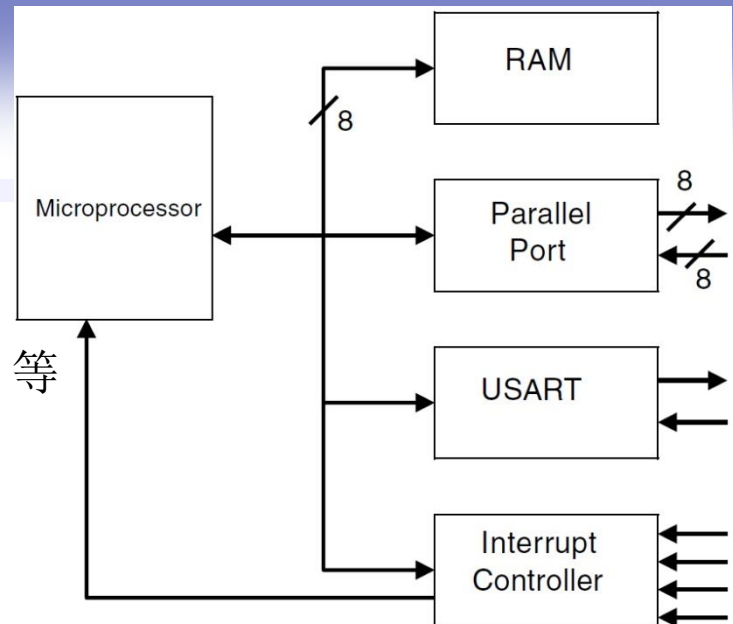 RAM
8
Microprocessor
Parallel
Port
8
8
等
USART
Interrupt
Controller